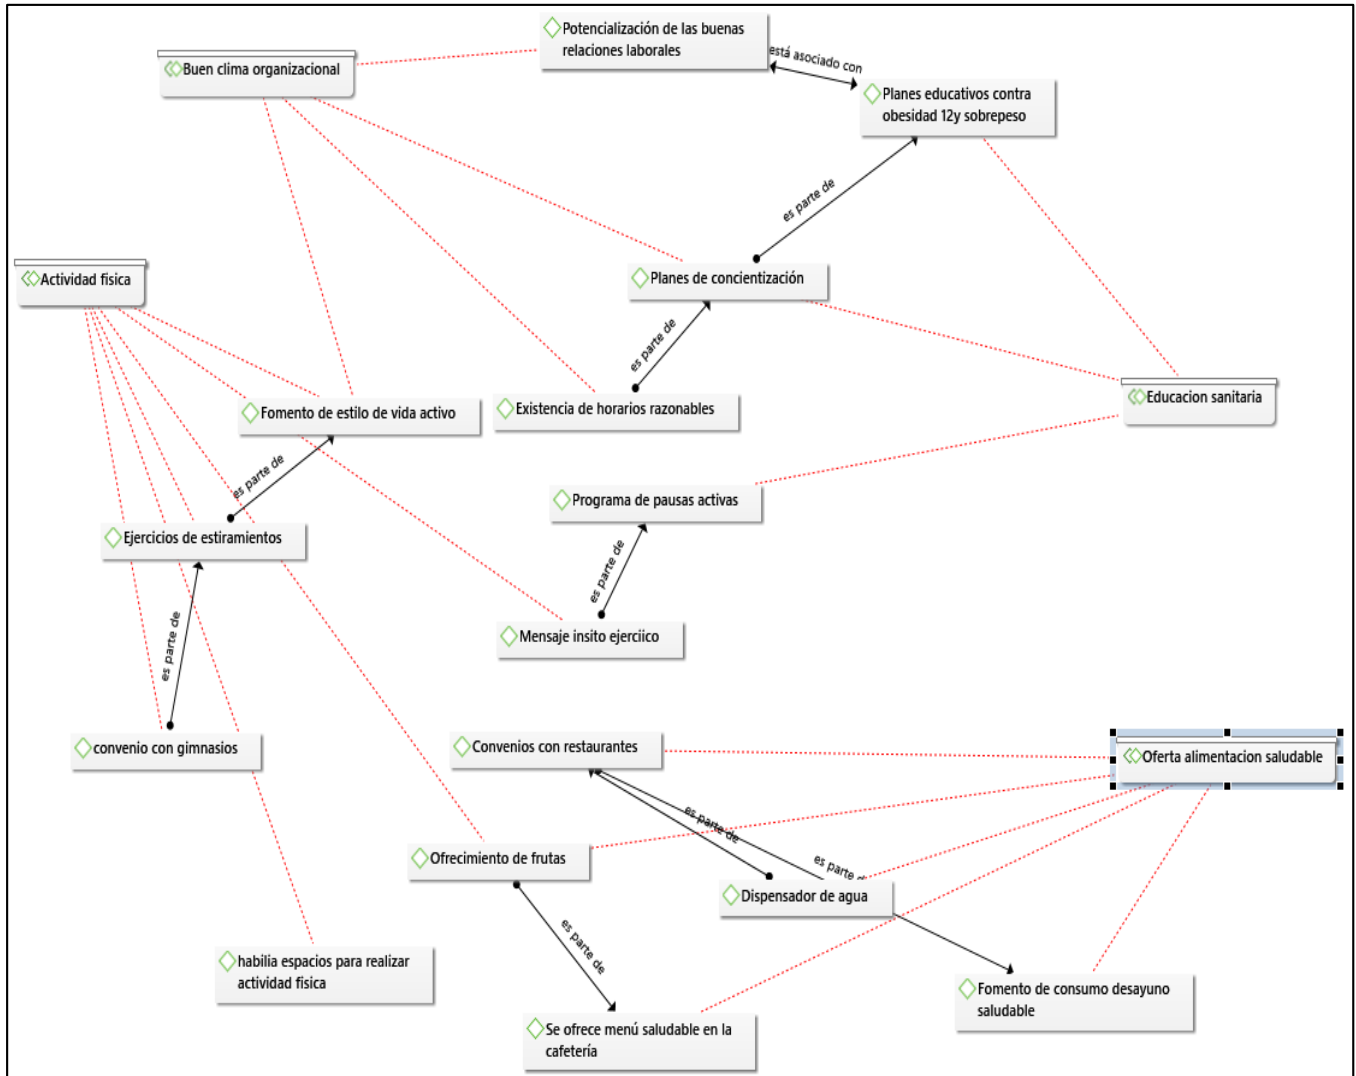 Potencialización de las buenas
relaciones laborales
Buen clima organizacional
está asociado con
Planes educativos contra
obesidad 12y sobrepeso
es parte de
Actividad fisica
Planes de concientización
es parte de
Educacion sanitaria
Fomento de estilo de vida activo
Existencia de horarios razonables
es parte de
Programa de pausas activas
Ejercicios de estiramientos
es parte de
Mensaje insito ejerciico
es parte de
convenio con gimnasios
Convenios con restaurantes
Oferta alimentacion saludable
es parte de
Ofrecimiento de frutas
es parte de
Dispensador de agua
es parte de
habilia espacios para realizar
actividad fisica
Fomento de consumo desayuno
saludable
Se ofrece menú saludable en la
cafetería